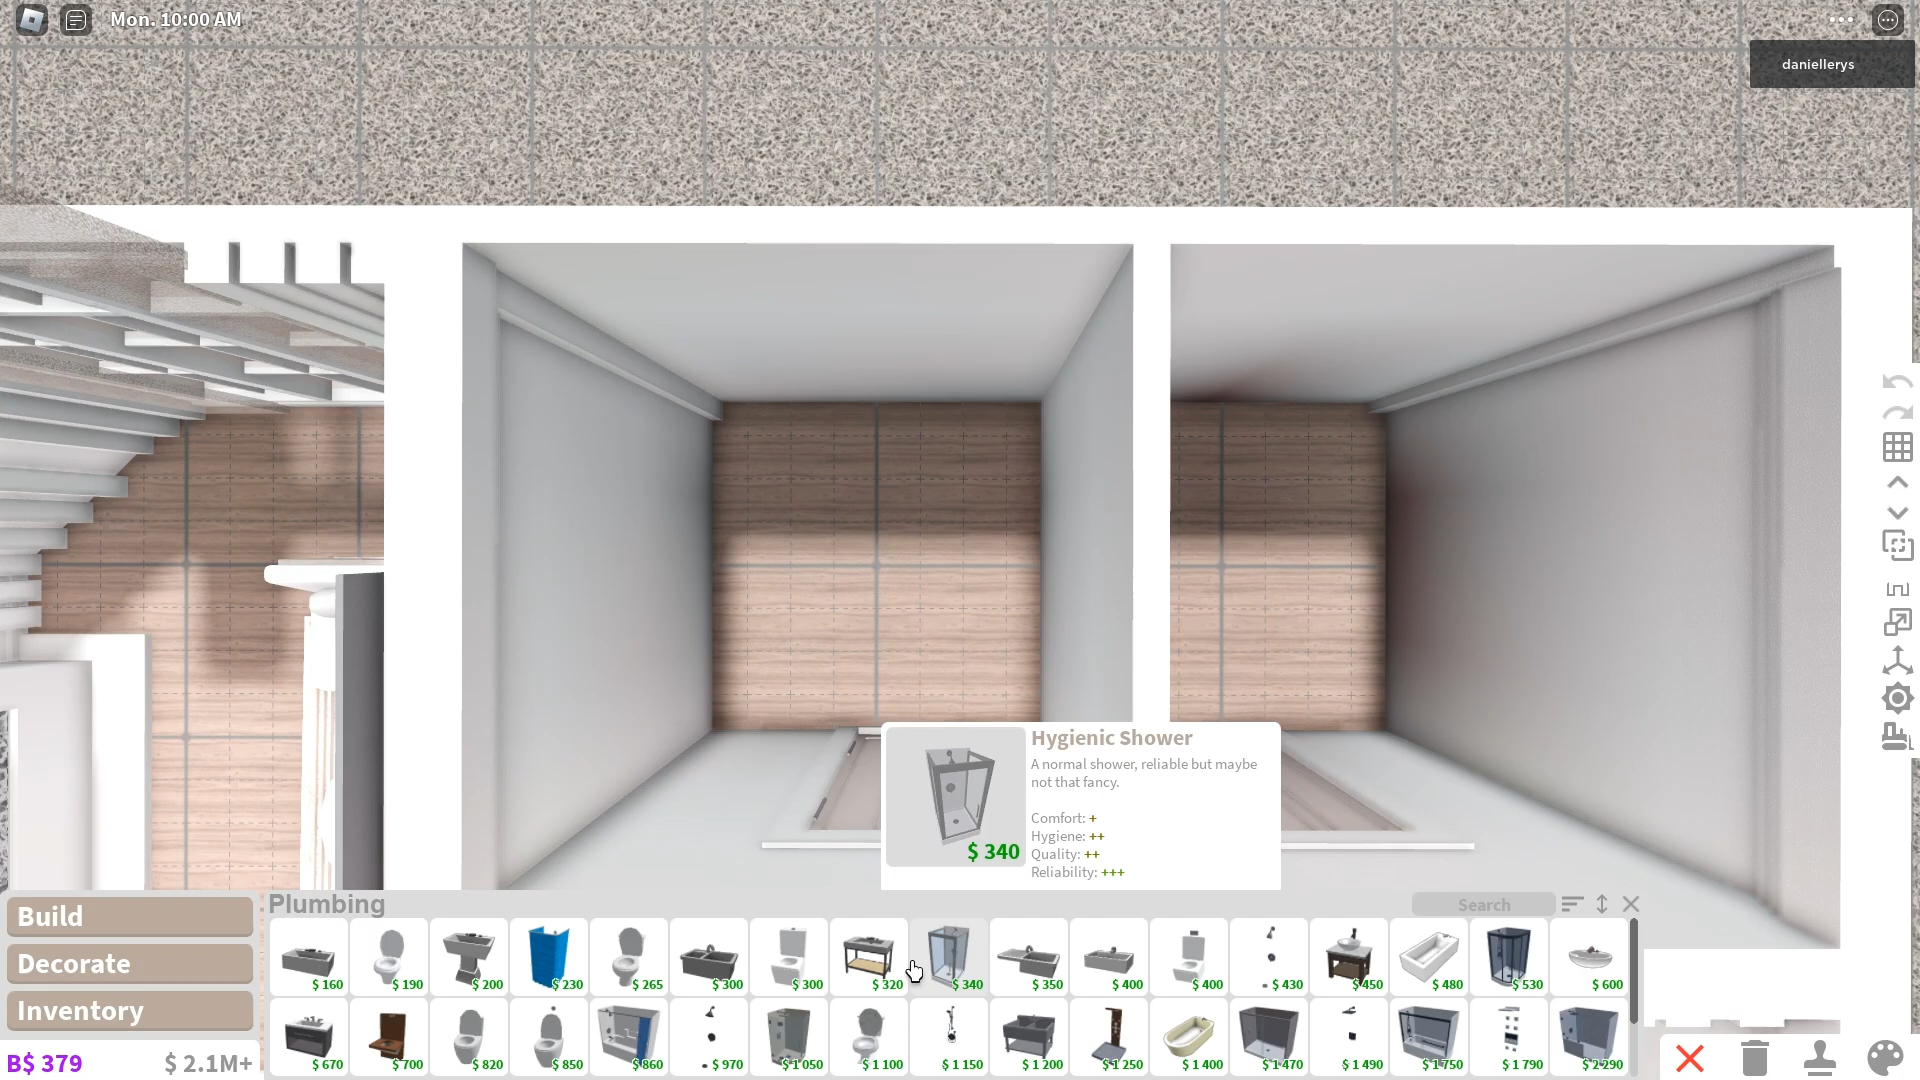 Mon. 10:00 AM
daniellerys
Hygienic Shower
A normal shower, reliable but maybe
not that fancy.
Comfort: +
Hygiene: ++
Quality: ++
Reliability: +++
$ 340
Plumbing
Search
Build
Decorate
Inventory
B$ 379
$ 2.1M+
$ 160
$ 190
$ 200
$ 230
$ 265
$ 300
$ 300
$ 320
$ 340
$ 350
$ 400
$ 400
$ 430
$ 450
$ 480
$ 530
$ 600
$ 670
$ 700
$ 820
$ 850
$ 860
$ 970
$ 1 050
$ 1 100
$ 1 150
$ 1 200
$ 1 250
$ 1 400
$ 1 470
$ 1 490
$ 1 750
$ 1 790
$ 2 290